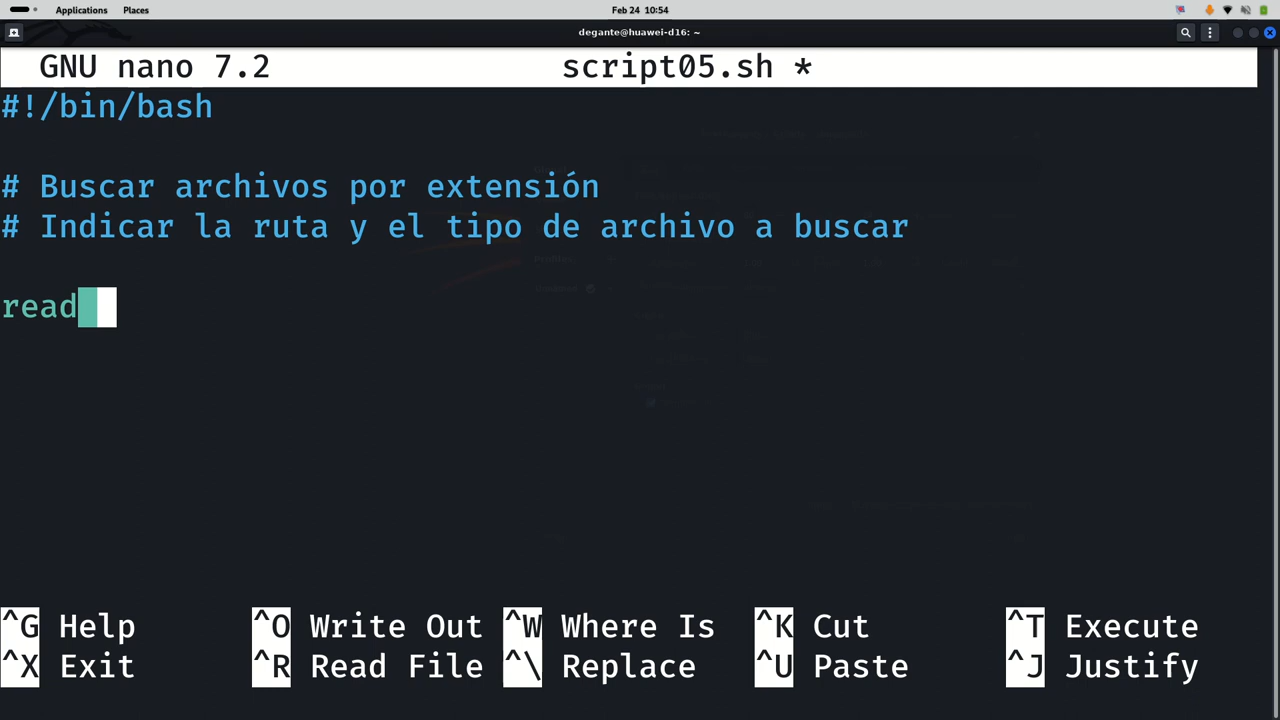 Applications Places Feb 24 10:54
degante@huawei-d16: ~
GNU nano 7.2 script05.sh *
#!/bin/bash
# Buscar archivos por extensión
# Indicar la ruta y el tipo de archivo a buscar
read
^G Help ^O Write Out ^W Where Is ^K Cut ^T Execute
^X Exit ^R Read File ^\ Replace ^U Paste ^J Justify